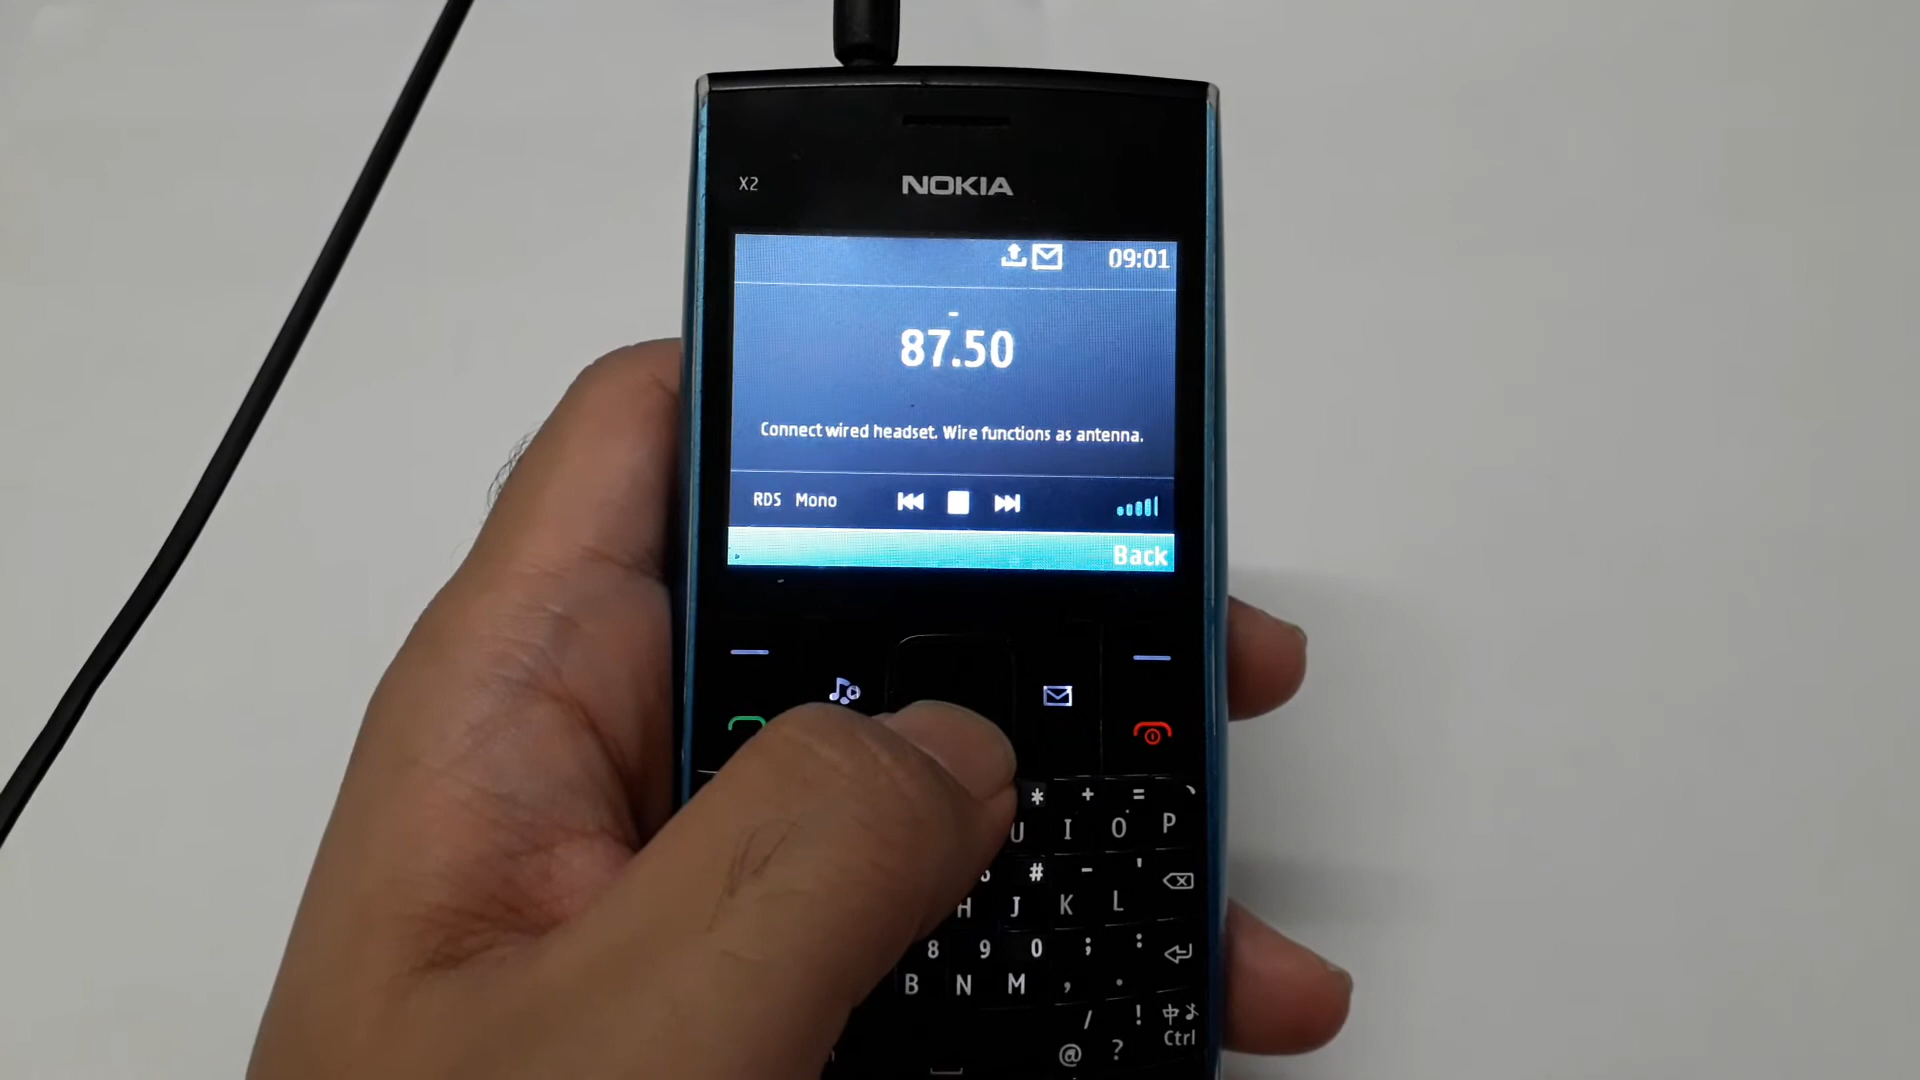 X2
NOKIA
09:01
-
87.50
Connect wired headset. Wire functions as antenna.
RDS Mono
Back
* + =
U I O P
# - '
H J K L
8 9 0 ; :
B N M , .
/ ! 中
@ ? Ctrl